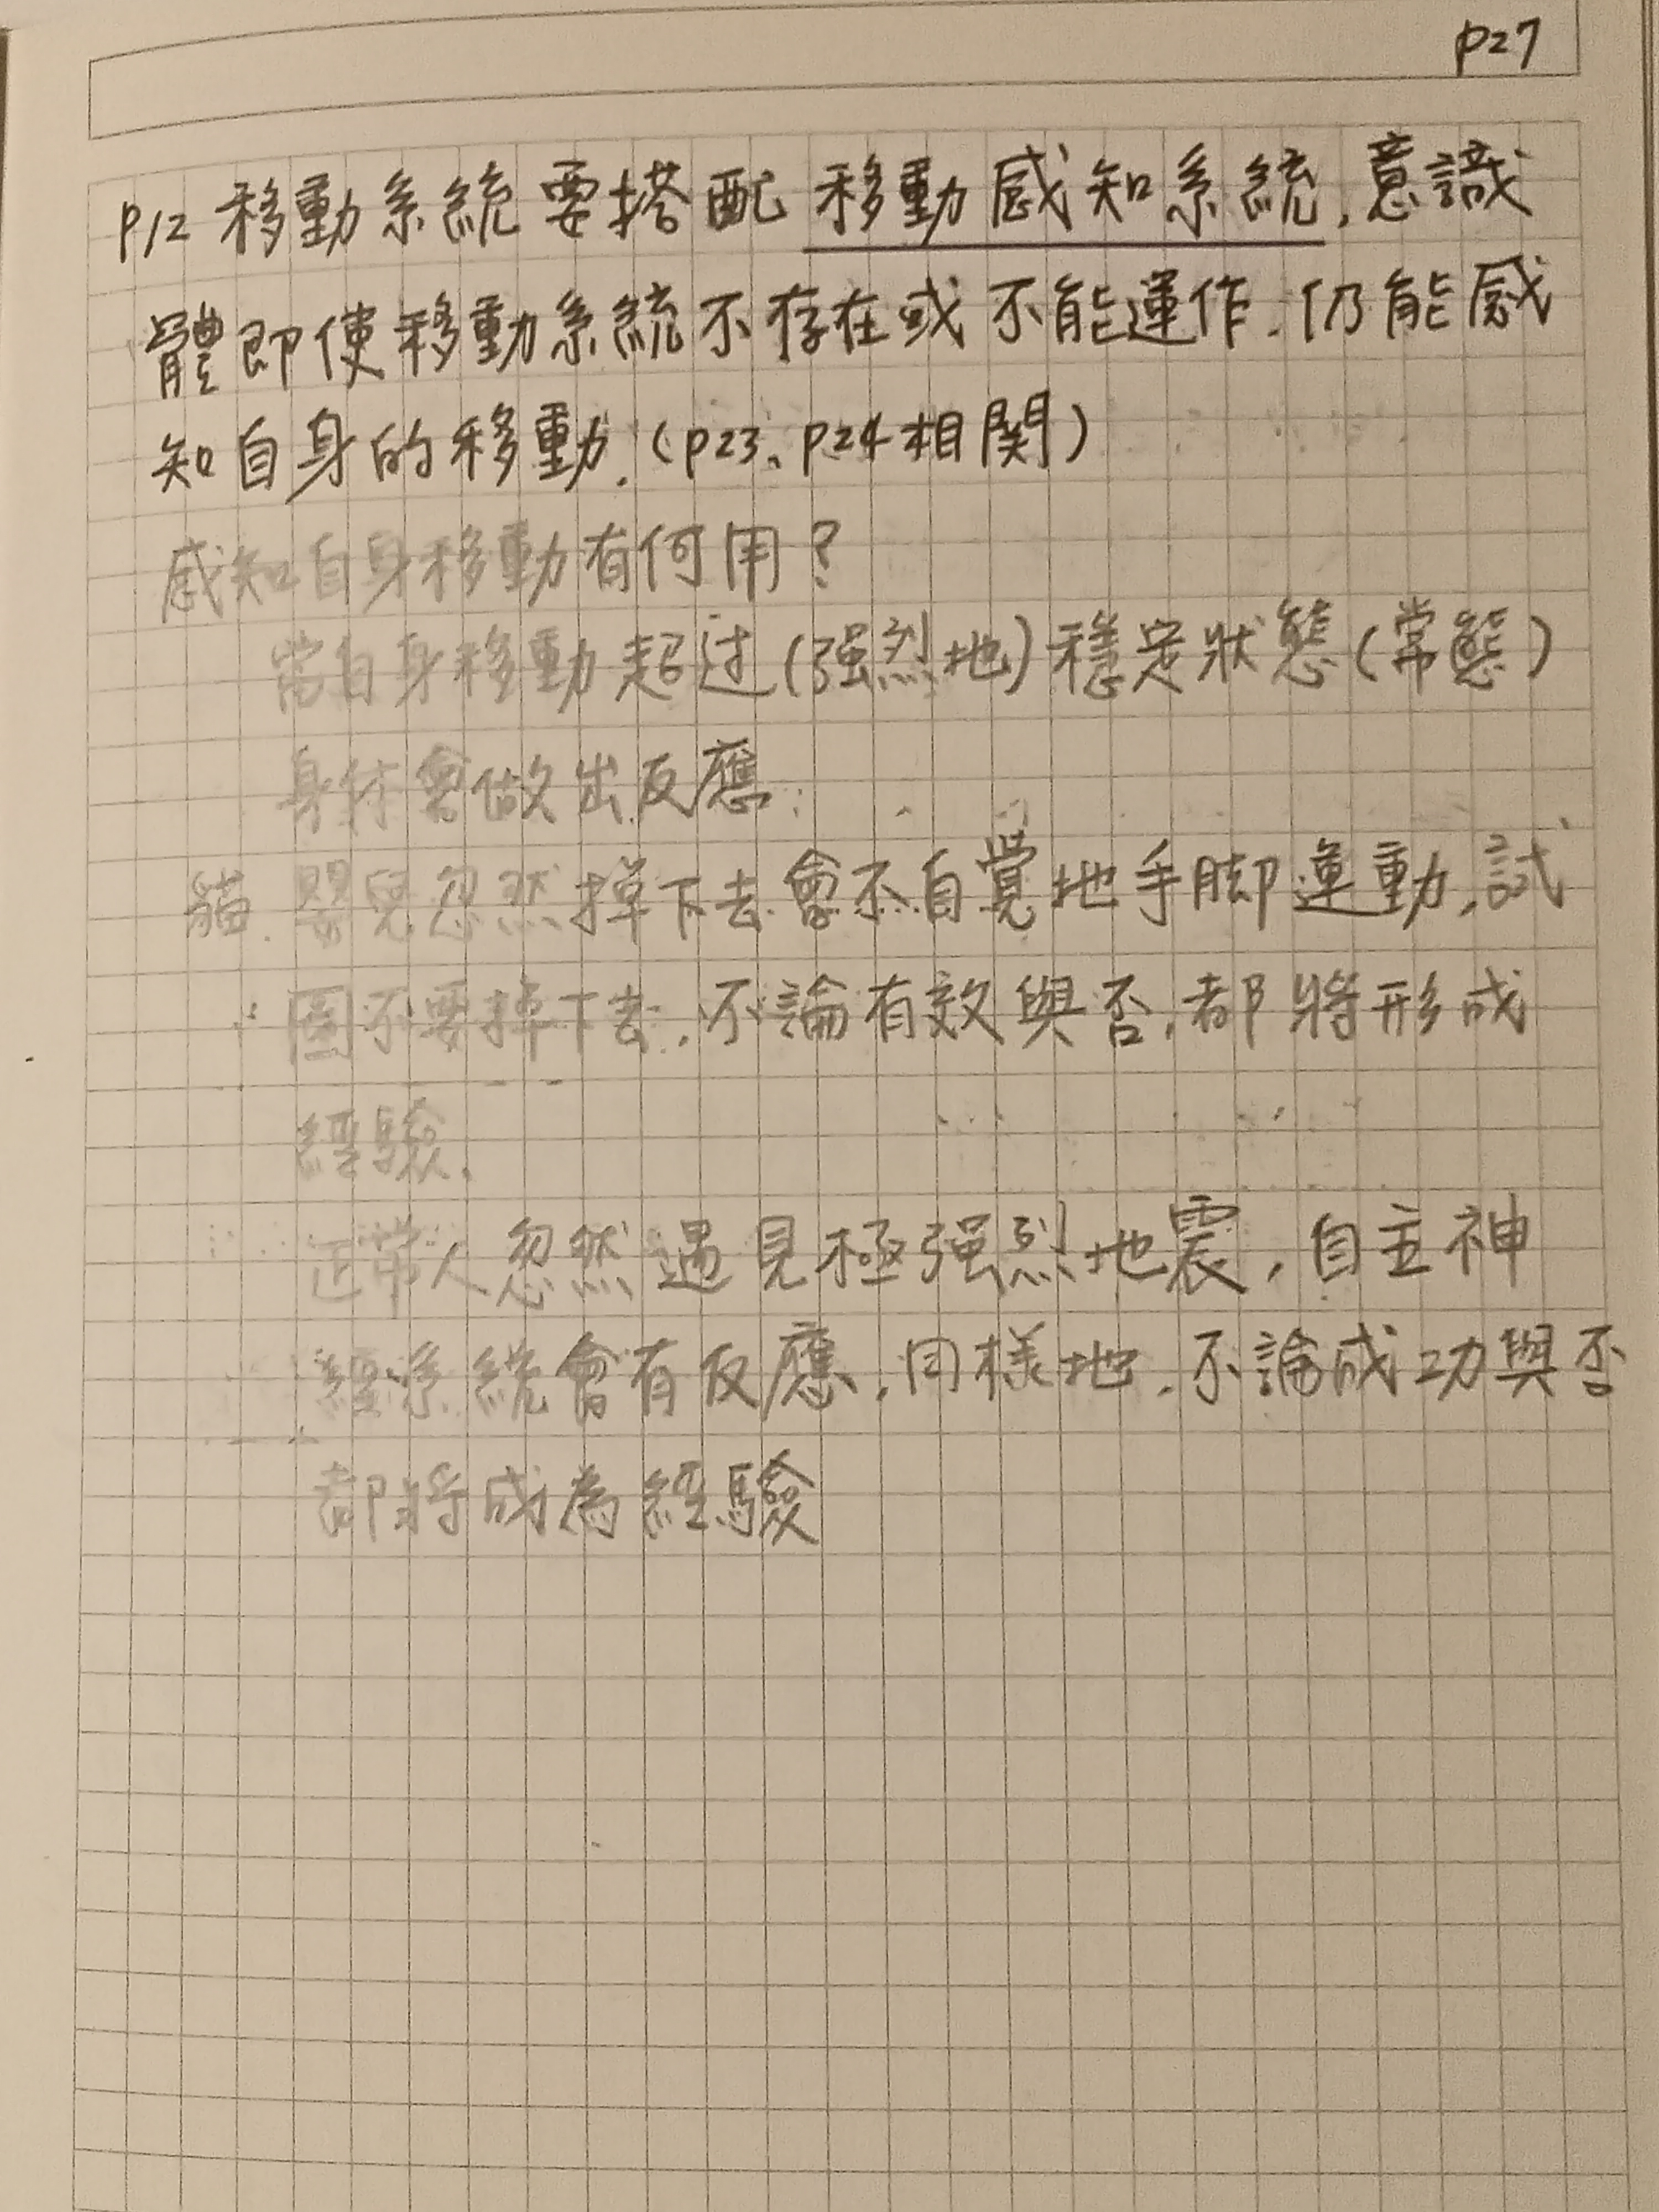 p27
p12 移動系統要搭配移動感知系統,意識
體即使移動系統不存在或不能運作.仍能感
知自身的移動.(p23、p24相関)
感知自身移動有何用?
當自身移動超过(强烈地)穩定狀態(常態)
身体會做出反應.
貓、嬰兒忽然掉下去會不自覺地手脚運動,試
圖不要掉下去,不論有效與否,都將形成
經驗.
正常人忽然遇見極强烈地震,自主神
經系統會有反應,同樣地,不論成功與否
都將成為經驗